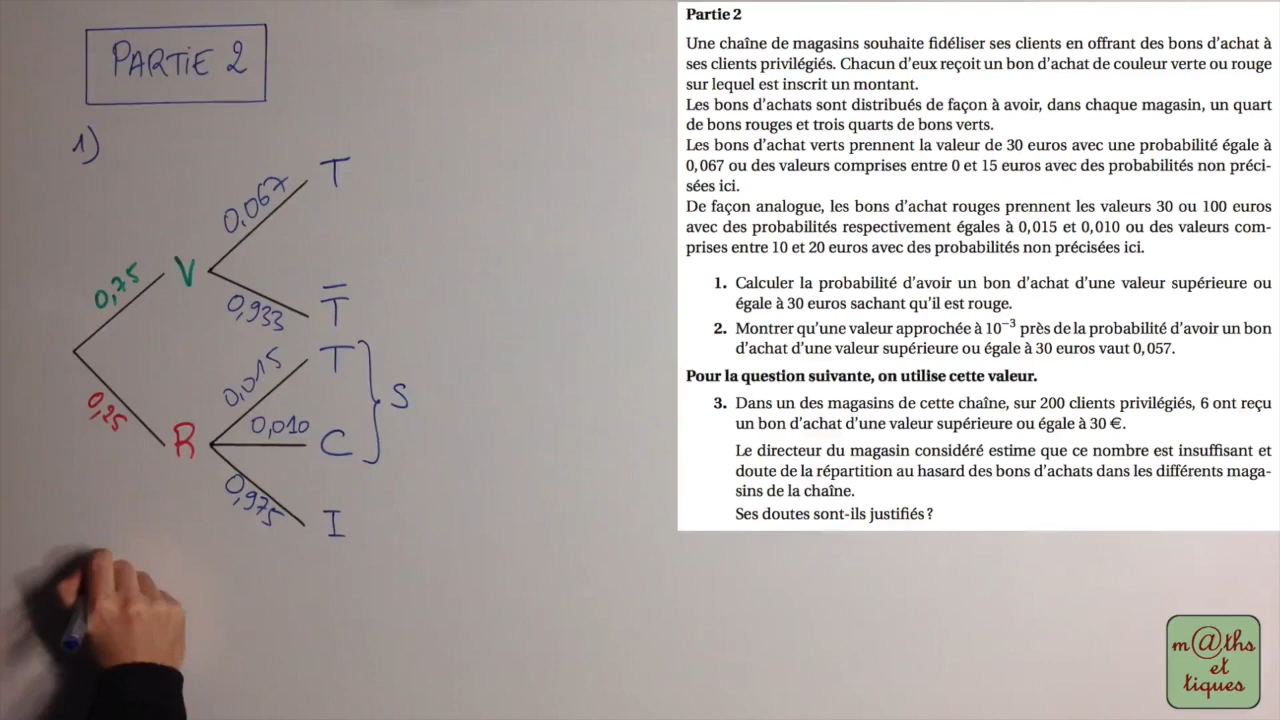 PARTIE 2
1)
T
0,067
0,75
V
0,933
T̅
0,015
T
S
0,25
R
0,010
C
0,975
I
Partie 2
Une chaîne de magasins souhaite fidéliser ses clients en offrant des bons d'achat à
ses clients privilégiés. Chacun d'eux reçoit un bon d'achat de couleur verte ou rouge
sur lequel est inscrit un montant.
Les bons d'achats sont distribués de façon à avoir, dans chaque magasin, un quart
de bons rouges et trois quarts de bons verts.
Les bons d'achat verts prennent la valeur de 30 euros avec une probabilité égale à
0,067 ou des valeurs comprises entre 0 et 15 euros avec des probabilités non préci-
sées ici.
De façon analogue, les bons d'achat rouges prennent les valeurs 30 ou 100 euros
avec des probabilités respectivement égales à 0,015 et 0,010 ou des valeurs com-
prises entre 10 et 20 euros avec des probabilités non précisées ici.
1. Calculer la probabilité d'avoir un bon d'achat d'une valeur supérieure ou
égale à 30 euros sachant qu'il est rouge.
2. Montrer qu'une valeur approchée à 10⁻³ près de la probabilité d'avoir un bon
d'achat d'une valeur supérieure ou égale à 30 euros vaut 0,057.
Pour la question suivante, on utilise cette valeur.
3. Dans un des magasins de cette chaîne, sur 200 clients privilégiés, 6 ont reçu
un bon d'achat d'une valeur supérieure ou égale à 30 €.
Le directeur du magasin considéré estime que ce nombre est insuffisant et
doute de la répartition au hasard des bons d'achats dans les différents maga-
sins de la chaîne.
Ses doutes sont-ils justifiés ?
m@ths
et
tiques